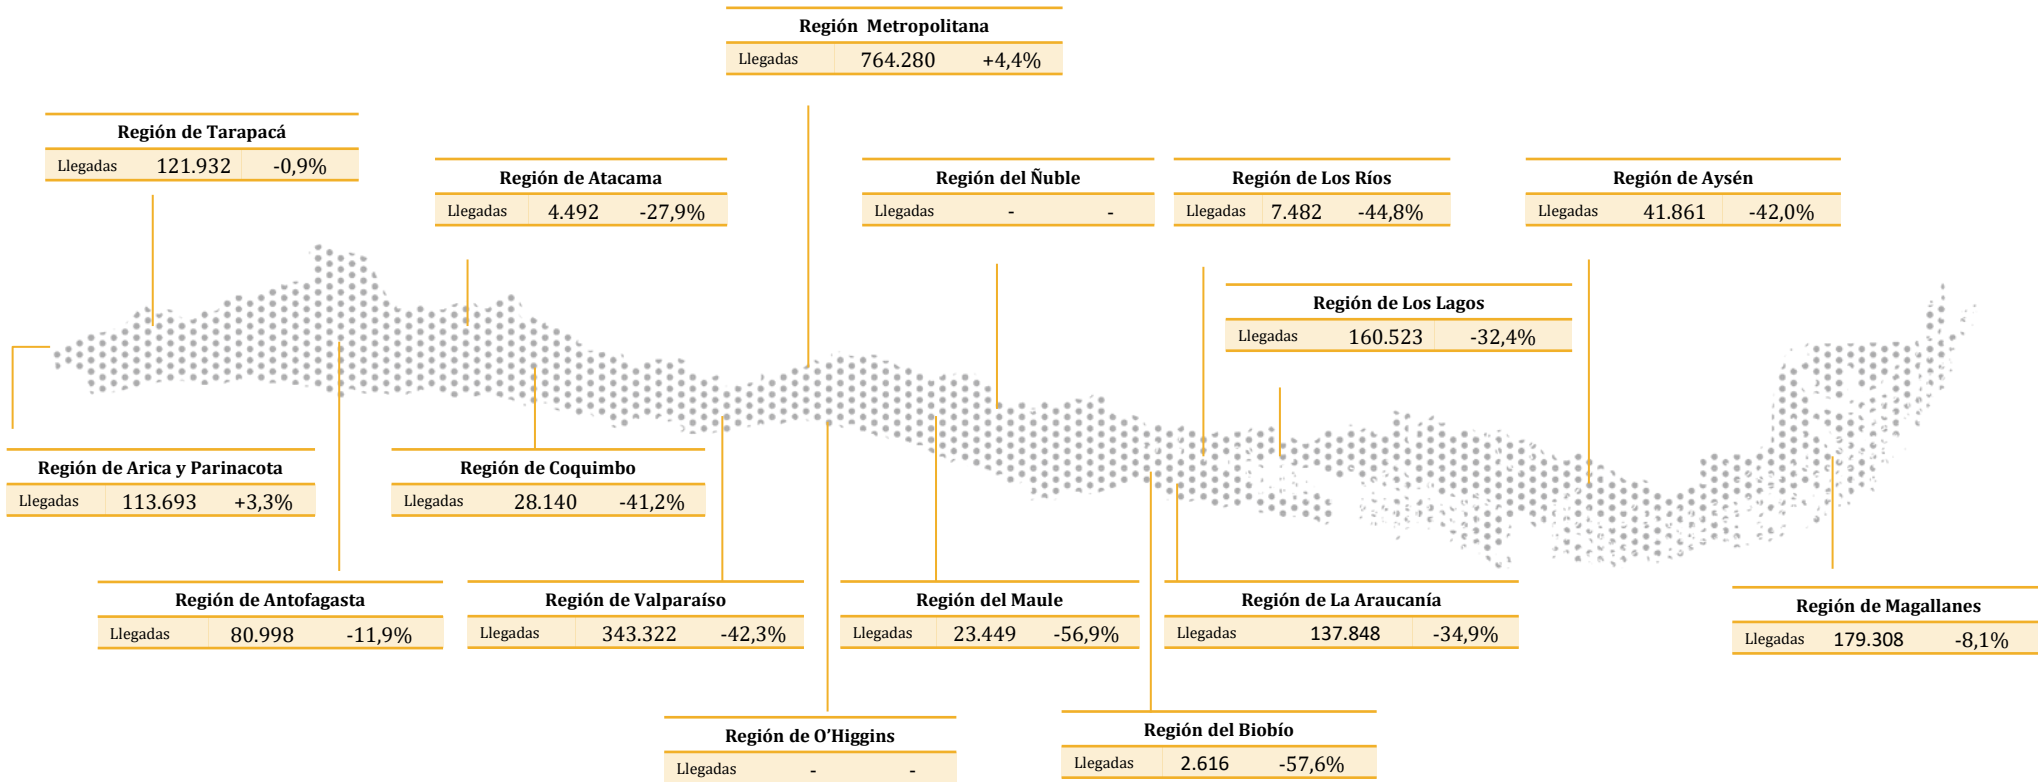 Región  Metropolitana
Llegadas 764.280 +4,4%
Región de Tarapacá
Llegadas 121.932 -0,9%
Región de Atacama
Llegadas 4.492 -27,9%
Región del Ñuble
Llegadas - -
Región de Los Ríos
Llegadas 7.482 -44,8%
Región de Aysén
Llegadas 41.861 -42,0%
Región de Los Lagos
Llegadas 160.523 -32,4%
Región de Arica y Parinacota
Llegadas 113.693 +3,3%
Región de Coquimbo
Llegadas 28.140 -41,2%
Región de Antofagasta
Llegadas 80.998 -11,9%
Región de Valparaíso
Llegadas 343.322 -42,3%
Región del Maule
Llegadas 23.449 -56,9%
Región de La Araucanía
Llegadas 137.848 -34,9%
Región de Magallanes
Llegadas 179.308 -8,1%
Región de O’Higgins
Llegadas - -
Región del Biobío
Llegadas 2.616 -57,6%